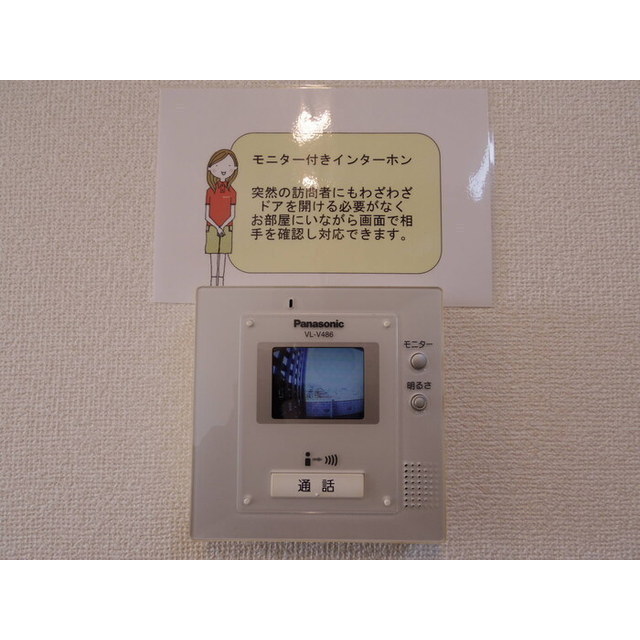 モニター付きインターホン
突然の訪問者にもわざわざ
ドアを開ける必要がなく
お部屋にいながら画面で相
手を確認し対応できます。
Panasonic
VL-V486
モニター
明るさ
通話